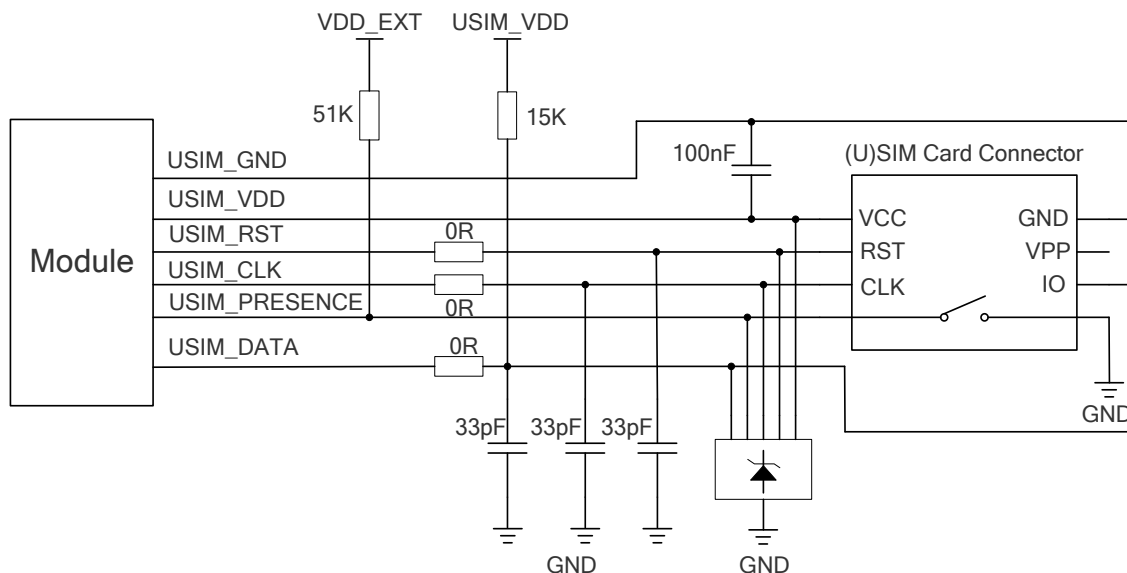 VDD_EXT USIM_VDD
51K 15K
Module
USIM_GND
USIM_VDD
USIM_RST
USIM_CLK
USIM_PRESENCE
USIM_DATA
0R
0R
0R
100nF
(U)SIM Card Connector
VCC GND
RST VPP
CLK IO
GND
33pF 33pF 33pF
GND GND